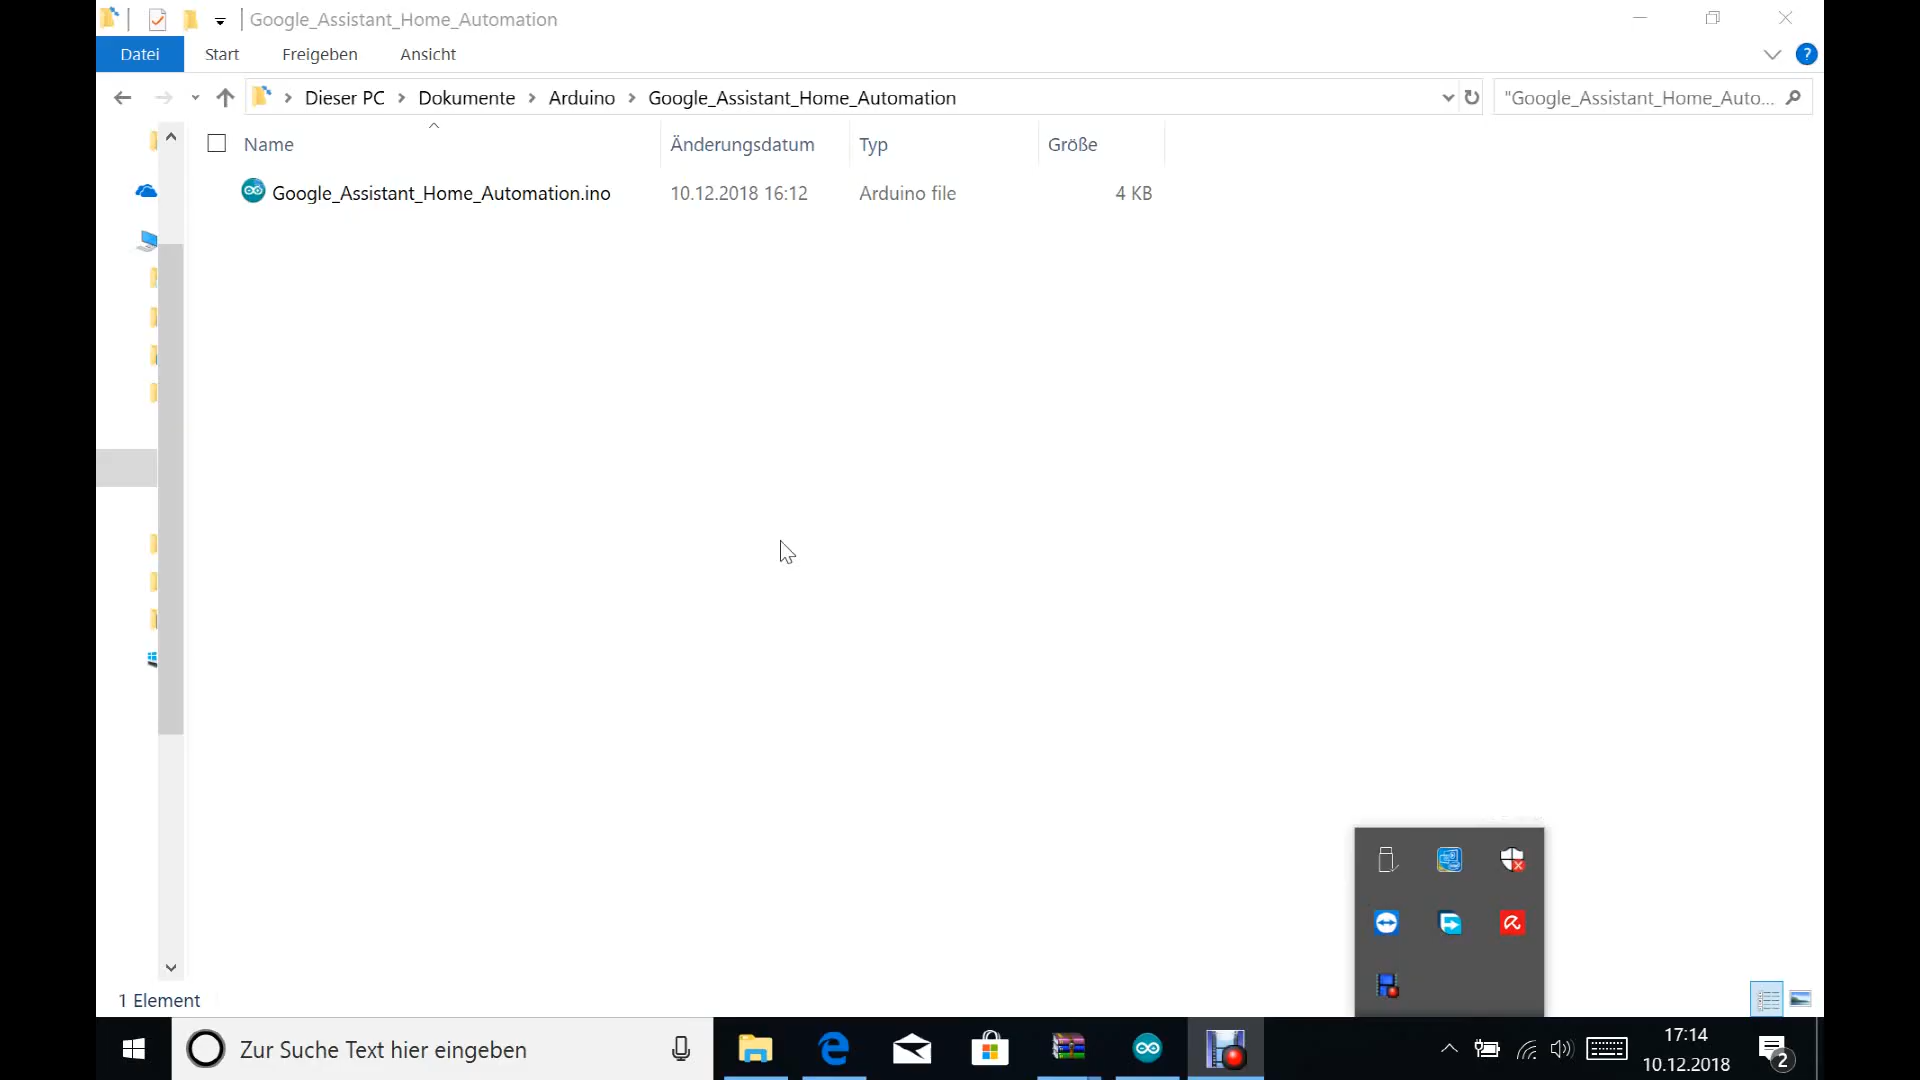 Google_Assistant_Home_Automation
Datei Start Freigeben Ansicht
Dieser PC Dokumente Arduino Google_Assistant_Home_Automation "Google_Assistant_Home_Auto...
Name Änderungsdatum Typ Größe
Google_Assistant_Home_Automation.ino 10.12.2018 16:12 Arduino file 4 KB
1 Element
Zur Suche Text hier eingeben
17:14
10.12.2018
2